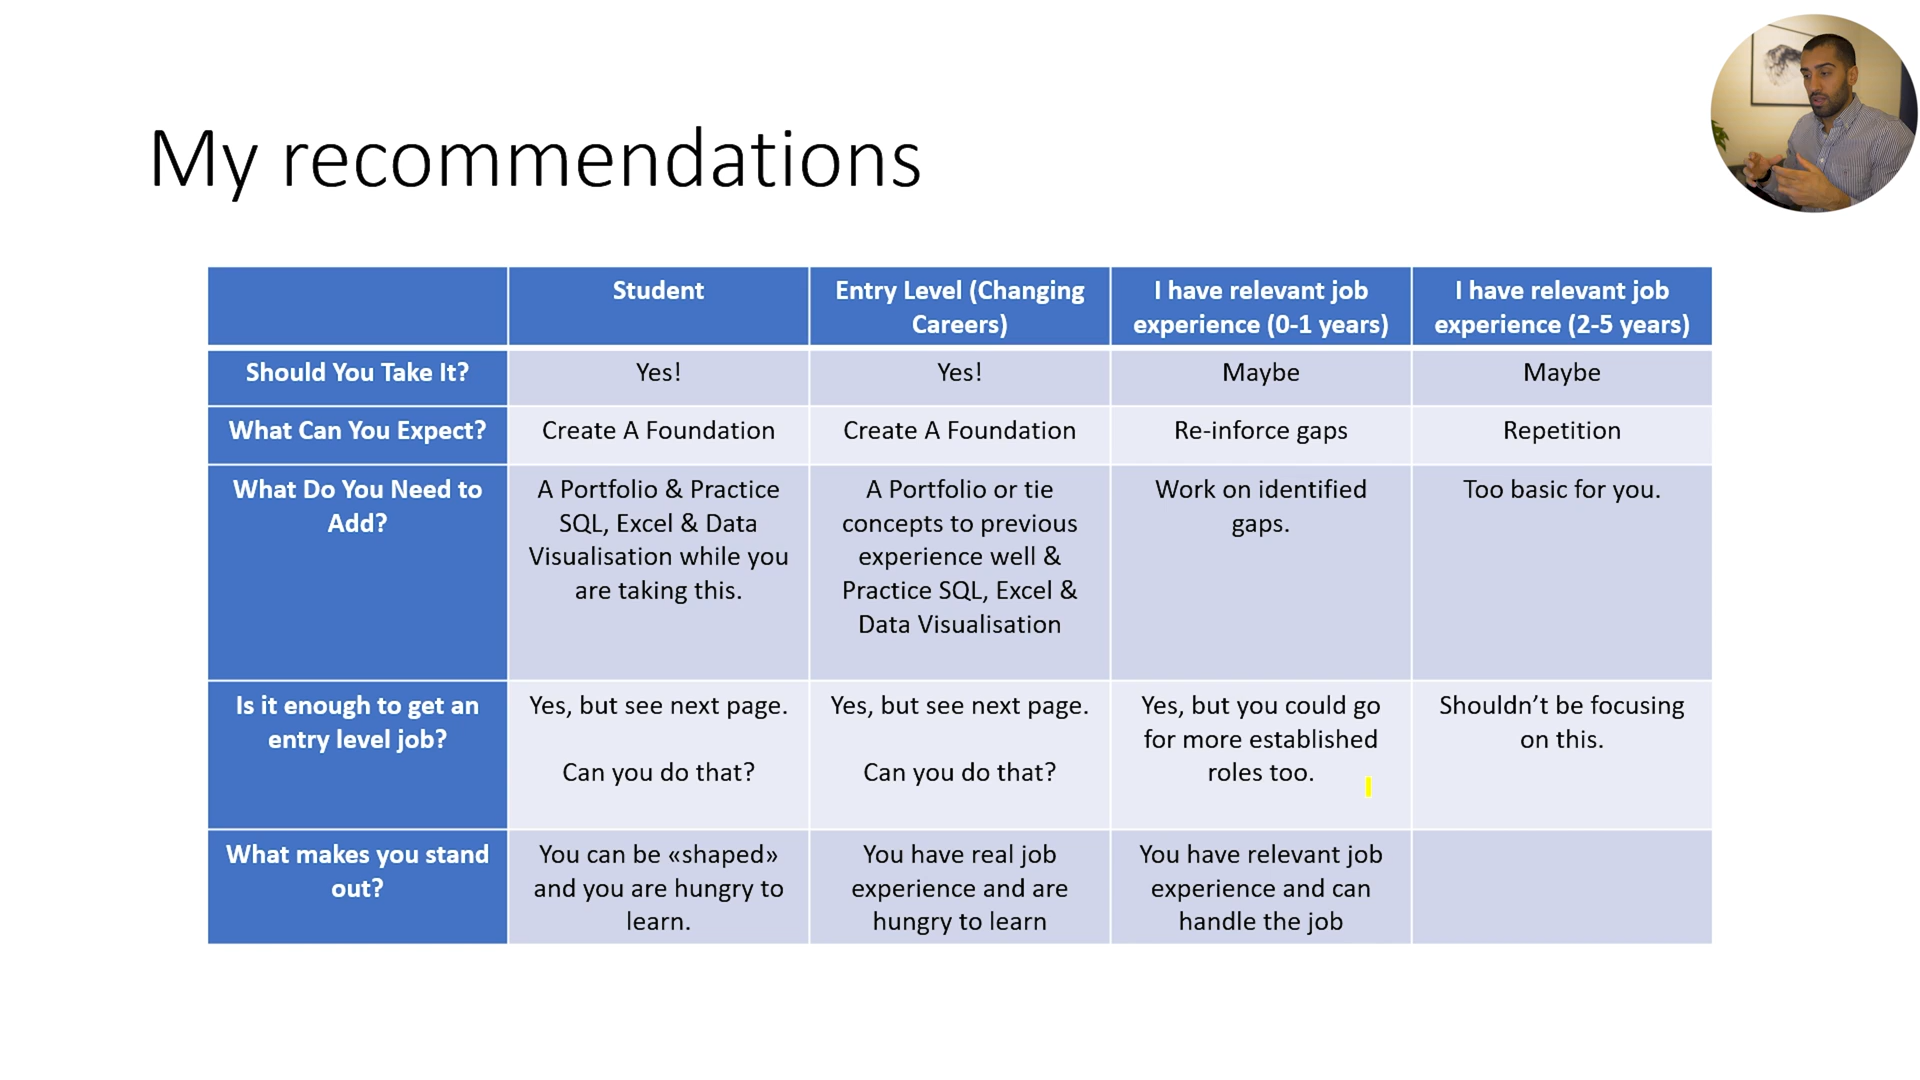 My recommendations
Student
Entry Level (Changing
Careers)
I have relevant job
experience (0-1 years)
I have relevant job
experience (2-5 years)
Should You Take It?
Yes!
Yes!
Maybe
Maybe
What Can You Expect?
Create A Foundation
Create A Foundation
Re-inforce gaps
Repetition
What Do You Need to
Add?
A Portfolio & Practice
SQL, Excel & Data
Visualisation while you
are taking this.
A Portfolio or tie
concepts to previous
experience well &
Practice SQL, Excel &
Data Visualisation
Work on identified
gaps.
Too basic for you.
Is it enough to get an
entry level job?
Yes, but see next page.
Can you do that?
Yes, but see next page.
Can you do that?
Yes, but you could go
for more established
roles too.
Shouldn’t be focusing
on this.
What makes you stand
out?
You can be «shaped»
and you are hungry to
learn.
You have real job
experience and are
hungry to learn
You have relevant job
experience and can
handle the job